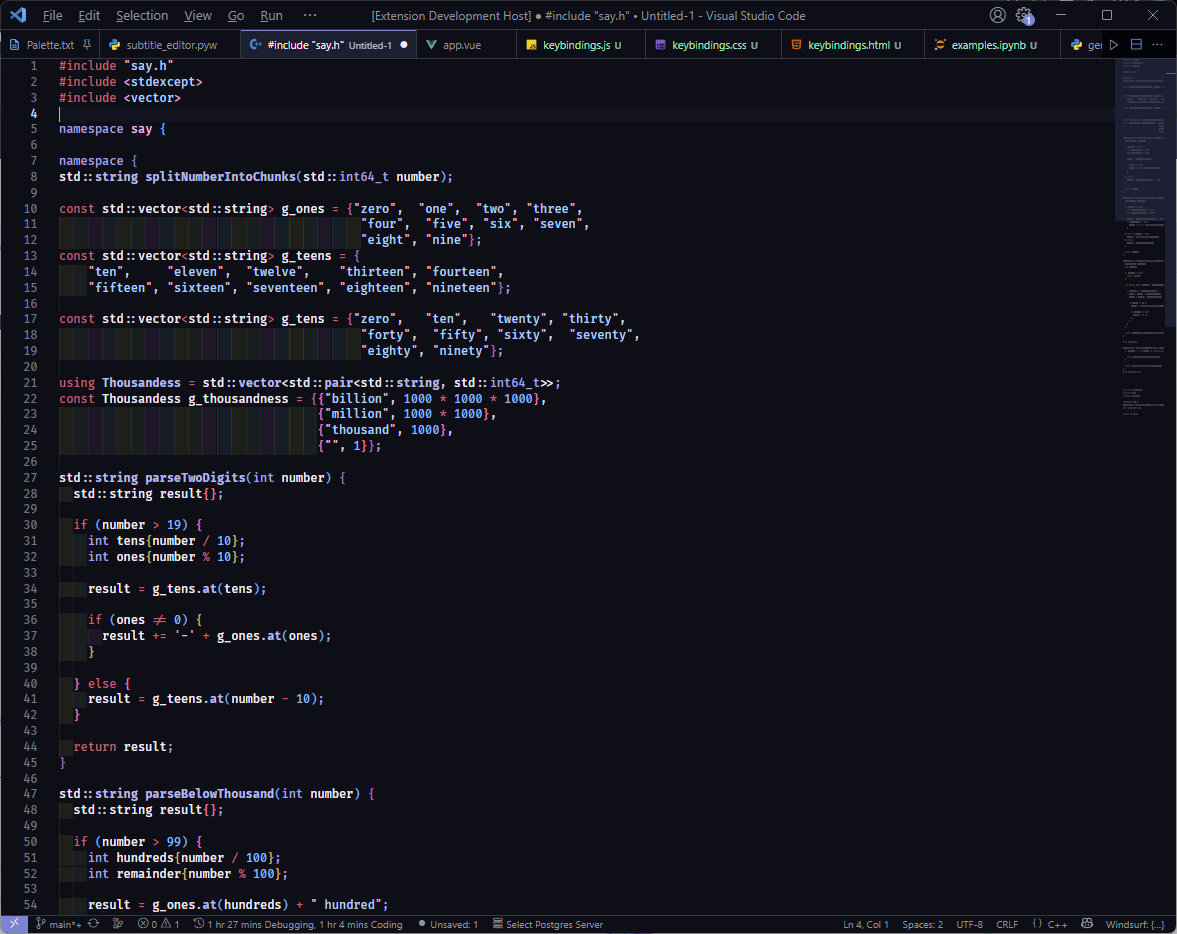 File Edit Selection View Go Run ··· [Extension Development Host] ● #include "say.h" • Untitled-1 - Visual Studio Code
Palette.txt subtitle_editor.pyw #include "say.h" Untitled-1 ● app.vue keybindings.js U keybindings.css U keybindings.html U examples.ipynb U
1 #include "say.h"
2 #include <stdexcept>
3 #include <vector>
4
5 namespace say {
6
7 namespace {
8 std::string splitNumberIntoChunks(std::int64_t number);
9
10 const std::vector<std::string> g_ones = {"zero", "one", "two", "three",
11 "four", "five", "six", "seven",
12 "eight", "nine"};
13 const std::vector<std::string> g_teens = {
14 "ten", "eleven", "twelve", "thirteen", "fourteen",
15 "fifteen", "sixteen", "seventeen", "eighteen", "nineteen"};
16
17 const std::vector<std::string> g_tens = {"zero", "ten", "twenty", "thirty",
18 "forty", "fifty", "sixty", "seventy",
19 "eighty", "ninety"};
20
21 using Thousandess = std::vector<std::pair<std::string, std::int64_t>>;
22 const Thousandess g_thousandness = {{"billion", 1000 * 1000 * 1000},
23 {"million", 1000 * 1000},
24 {"thousand", 1000},
25 {"", 1}};
26
27 std::string parseTwoDigits(int number) {
28 std::string result{};
29
30 if (number > 19) {
31 int tens{number / 10};
32 int ones{number % 10};
33
34 result = g_tens.at(tens);
35
36 if (ones ≠ 0) {
37 result += '-' + g_ones.at(ones);
38 }
39
40 } else {
41 result = g_teens.at(number - 10);
42 }
43
44 return result;
45 }
46
47 std::string parseBelowThousand(int number) {
48 std::string result{};
49
50 if (number > 99) {
51 int hundreds{number / 100};
52 int remainder{number % 100};
53
54 result = g_ones.at(hundreds) + " hundred";
main*+ 0 1 1 hr 27 mins Debugging, 1 hr 4 mins Coding Unsaved: 1 Select Postgres Server Ln 4, Col 1 Spaces: 2 UTF-8 CRLF {} C++ Windsurf: {...}